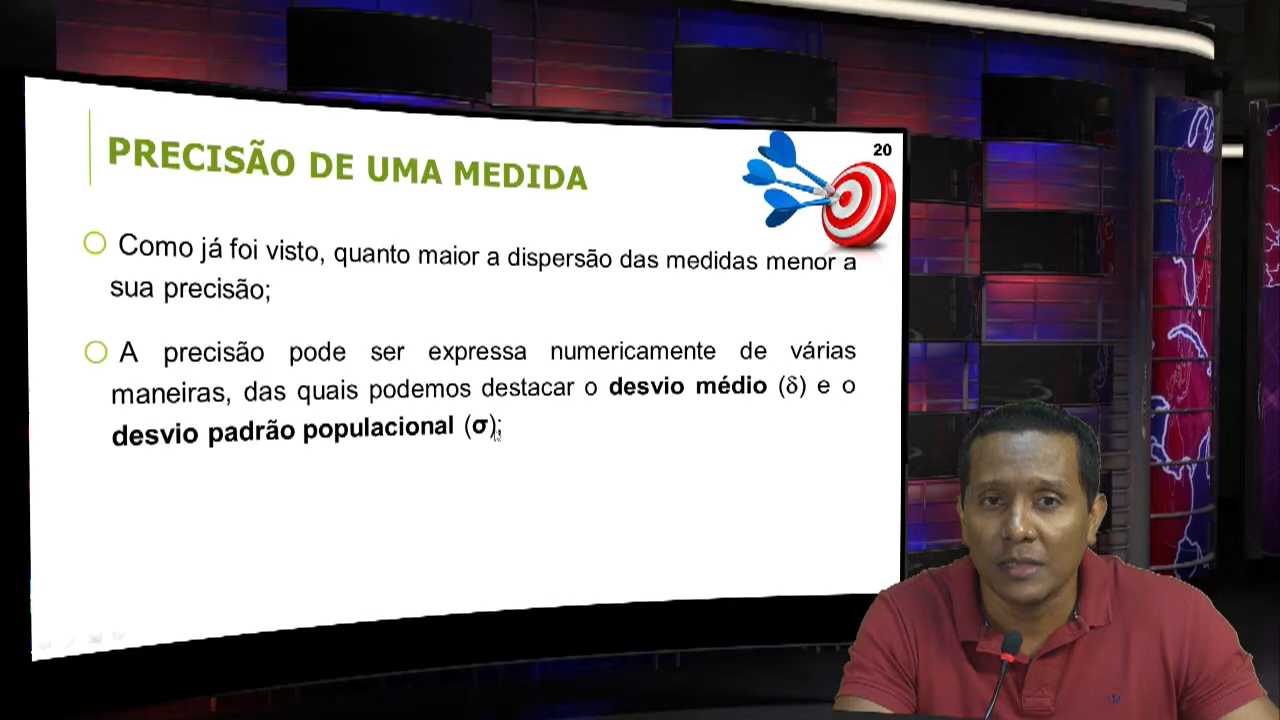 PRECISÃO DE UMA MEDIDA
20
Como já foi visto, quanto maior a dispersão das medidas menor a
sua precisão;
A precisão pode ser expressa numericamente de várias
maneiras, das quais podemos destacar o desvio médio (δ) e o
desvio padrão populacional (σ);